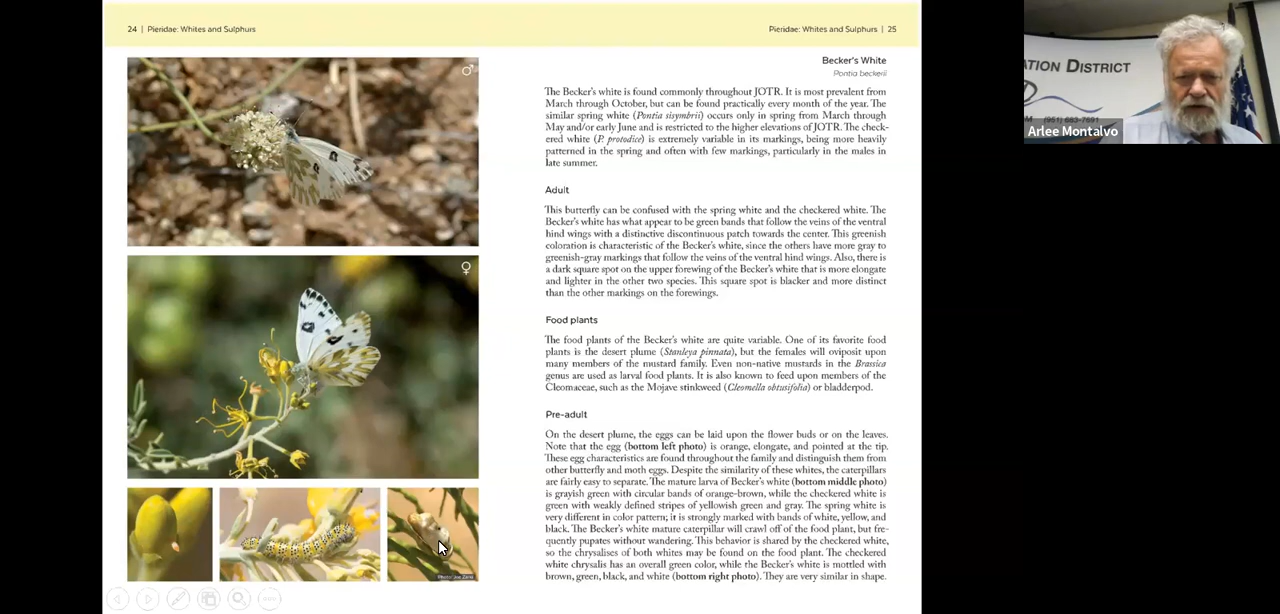 24 | Pieridae: Whites and Sulphurs
Pieridae: Whites and Sulphurs | 25
♂
♀
Becker's White
Pontia beckerii
The Becker's white is found commonly throughout JOTR. It is most prevalent from
March through October, but can be found practically every month of the year. The
similar spring white (Pontia sisymbrii) occurs only in spring from March through
May and/or early June and is restricted to the higher elevations of JOTR. The check-
ered white (P. protodice) is extremely variable in its markings, being more heavily
patterned in the spring and often with few markings, particularly in the males in
late summer.
Adult
This butterfly can be confused with the spring white and the checkered white. The
Becker's white has what appear to be green bands that follow the veins of the ventral
hind wings with a distinctive discontinuous patch towards the center. This greenish
coloration is characteristic of the Becker's white, since the others have more gray to
greenish-gray markings that follow the veins of the ventral hind wings. Also, there is
a dark square spot on the upper forewing of the Becker's white that is more elongate
and lighter in the other two species. This square spot is blacker and more distinct
than the other markings on the forewings.
Food plants
The food plants of the Becker's white are quite variable. One of its favorite food
plants is the desert plume (Stanleya pinnata), but the females will oviposit upon
many members of the mustard family. Even non-native mustards in the Brassica
genus are used as larval food plants. It is also known to feed upon members of the
Cleomaceae, such as the Mojave stinkweed (Cleomella obtusifolia) or bladderpod.
Pre-adult
On the desert plume, the eggs can be laid upon the flower buds or on the leaves.
Note that the egg (bottom left photo) is orange, elongate, and pointed at the tip.
These egg characteristics are found throughout the family and distinguish them from
other butterfly and moth eggs. Despite the similarity of these whites, the caterpillars
are fairly easy to separate. The mature larva of Becker's white (bottom middle photo)
is grayish green with circular bands of orange-brown, while the checkered white is
green with weakly defined stripes of yellowish green and gray. The spring white is
very different in color pattern; it is strongly marked with bands of white, yellow, and
black. The Becker's white mature caterpillar will crawl off of the food plant, but fre-
quently pupates without wandering. This behavior is shared by the checkered white,
so the chrysalises of both whites may be found on the food plant. The checkered
white chrysalis has an overall green color, while the Becker's white is mottled with
brown, green, black, and white (bottom right photo). They are very similar in shape.
ATION DISTRICT
(951) 683-7691
Arlee Montalvo